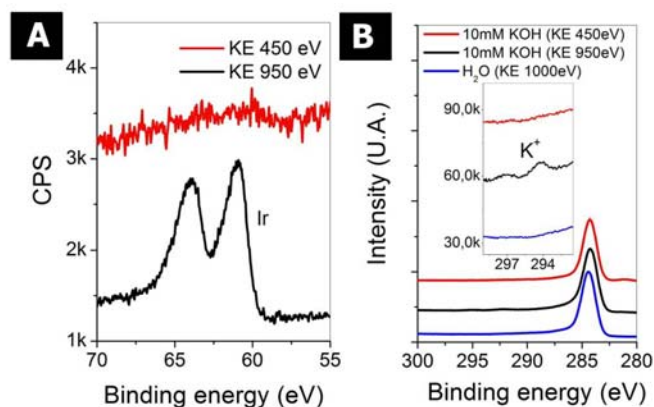 A
KE 450 eV
KE 950 eV
4k
3k
2k
1k
CPS
Ir
70 65 60 55
Binding energy (eV)
B
10mM KOH (KE 450eV)
10mM KOH (KE 950eV)
H₂O (KE 1000eV)
Intensity (U.A.)
90,0k
60,0k
30,0k
K⁺
297 294
300 295 290 285 280
Binding energy (eV)